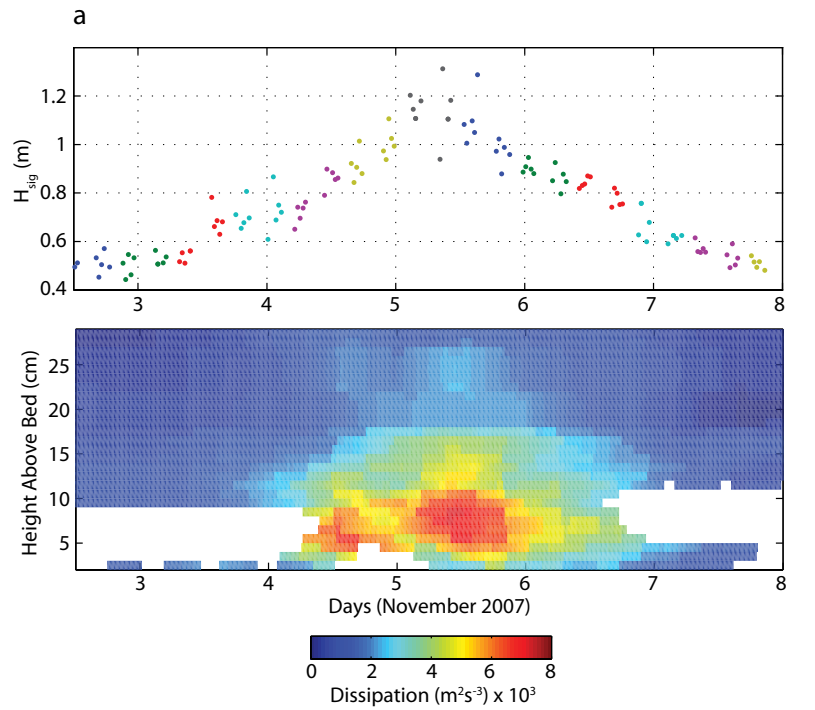 a
H_sig (m)
1.2
1
0.8
0.6
0.4
3 4 5 6 7 8
Height Above Bed (cm)
25
20
15
10
5
3 4 5 6 7 8
Days (November 2007)
0 2 4 6 8
Dissipation (m²s⁻³) x 10³